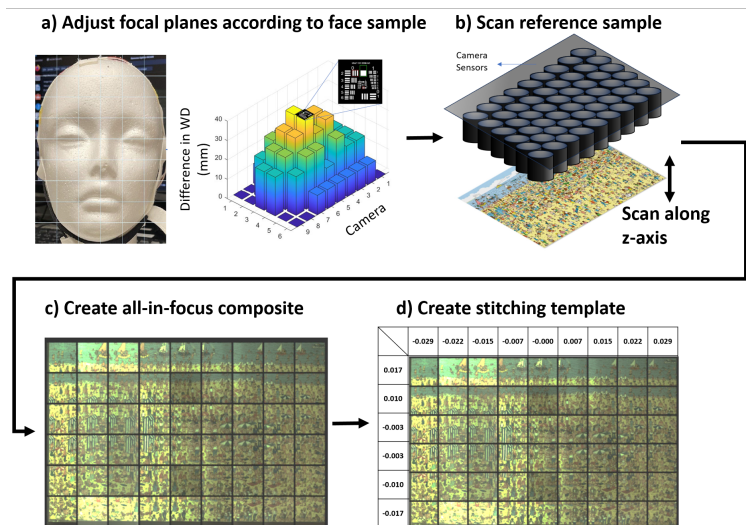 a) Adjust focal planes according to face sample
b) Scan reference sample
Difference in WD
(mm)
40
30
20
10
0
1
2
3
4
5
6
9
8
7
6
5
4
3
2
1
Camera
Camera
Sensors
Scan along
z-axis
c) Create all-in-focus composite
d) Create stitching template
-0.029 -0.022 -0.015 -0.007 -0.000 0.007 0.015 0.022 0.029
0.017
0.010
-0.003
-0.003
-0.010
-0.017